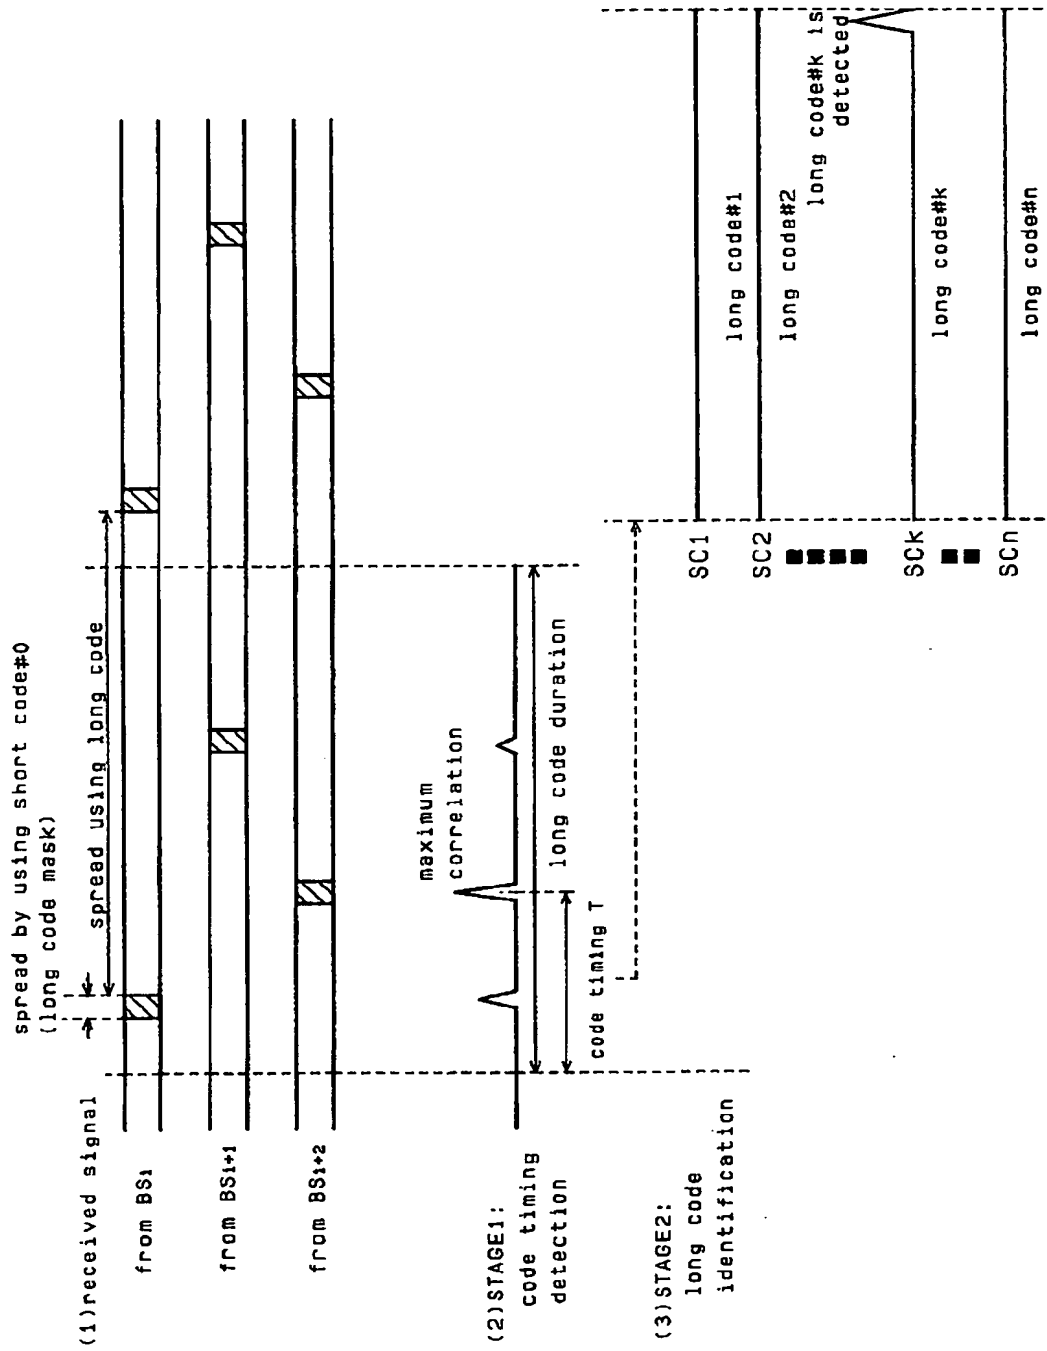 spread by using short code#0
(long code mask)
spread using long code
(1)received signal
from BSi
from BSi+1
from BSi+2
(2)STAGE1:
code timing
detection
maximum
correlation
long code duration
code timing T
(3)STAGE2:
long code
identification
SC1
long code#1
SC2
long code#2
long code#k is
detected
SCk
long code#k
SCn
long code#n